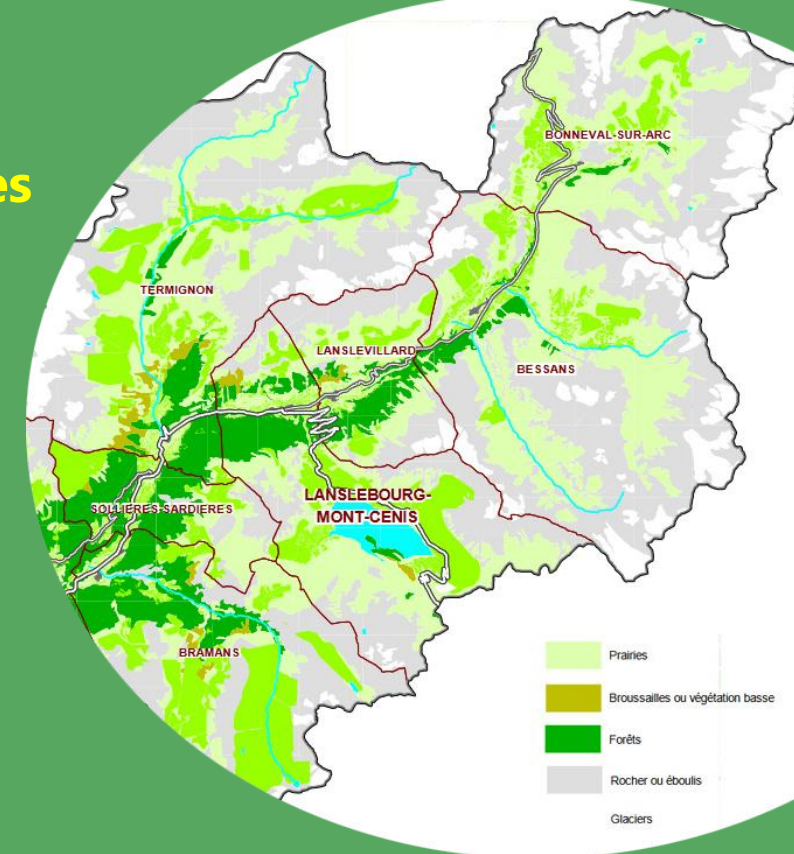 es
BONNEVAL-SUR-ARC
TERMIGNON
LANSLEVILLARD
BESSANS
LANSLEBOURG-
MONT-CENIS
SOLLIERES-SARDIERES
BRAMANS
Prairies
Broussailles ou végétation basse
Forêts
Rocher ou éboulis
Glaciers